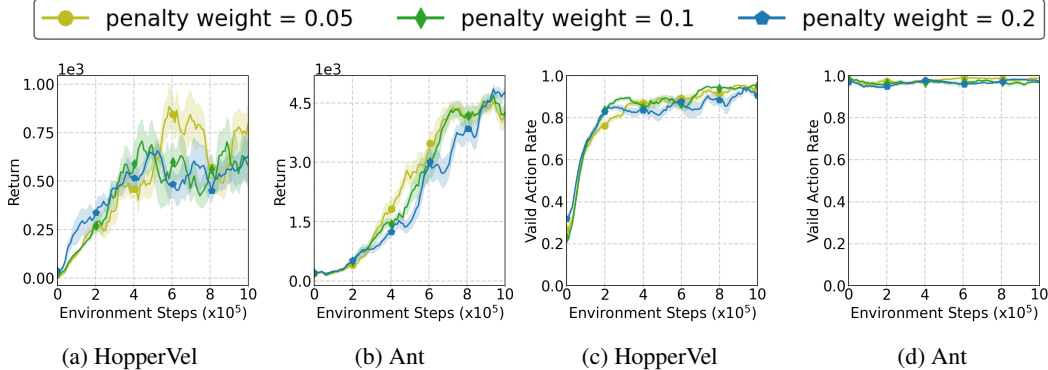 penalty weight = 0.05 penalty weight = 0.1 penalty weight = 0.2
1e3
1.00
0.75
0.50
0.25
0.00
Return
0 2 4 6 8 10
Environment Steps (x10⁵)
(a) HopperVel
1e3
4.5
3.0
1.5
0.0
Return
0 2 4 6 8 10
Environment Steps (x10⁵)
(b) Ant
1.0
0.8
0.6
0.4
0.2
0.0
Vaild Action Rate
0 2 4 6 8 10
Environment Steps (x10⁵)
(c) HopperVel
1.0
0.8
0.6
0.4
0.2
0.0
Vaild Action Rate
0 2 4 6 8 10
Environment Steps (x10⁵)
(d) Ant